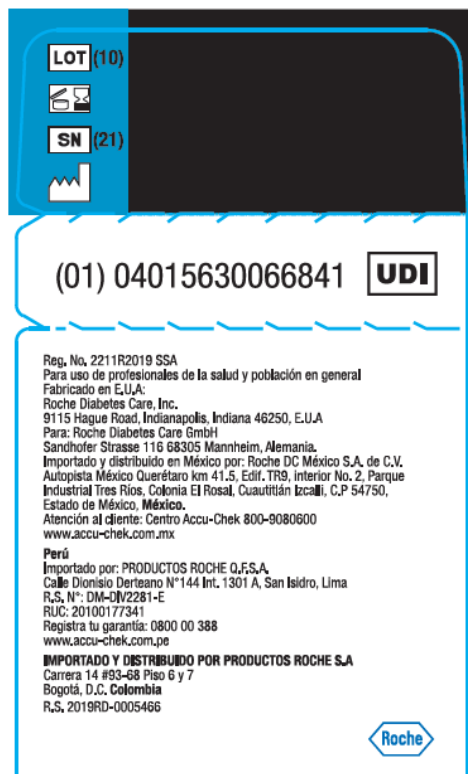 LOT (10)
SN (21)
(01) 04015630066841 UDI
Reg. No. 2211R2019 SSA
Para uso de profesionales de la salud y población en general
Fabricado en E.U.A:
Roche Diabetes Care, Inc.
9115 Hague Road, Indianapolis, Indiana 46250, E.U.A
Para: Roche Diabetes Care GmbH
Sandhofer Strasse 116 68305 Mannheim, Alemania.
Importado y distribuido en México por: Roche DC México S.A. de C.V.
Autopista México Querétaro km 41.5, Edif. TR9, interior No. 2, Parque
Industrial Tres Ríos, Colonia El Rosal, Cuautitlán Izcalli, C.P 54750,
Estado de México, México.
Atención al cliente: Centro Accu-Chek 800-9080600
www.accu-chek.com.mx
Perú
Importado por: PRODUCTOS ROCHE Q.F.S.A.
Calle Dionisio Derteano N°144 Int. 1301 A, San Isidro, Lima
R.S. N°: DM-DIV2281-E
RUC: 20100177341
Registra tu garantía: 0800 00 388
www.accu-chek.com.pe
IMPORTADO Y DISTRIBUIDO POR PRODUCTOS ROCHE S.A
Carrera 14 #93-68 Piso 6 y 7
Bogotá, D.C. Colombia
R.S. 2019RD-0005466
Roche